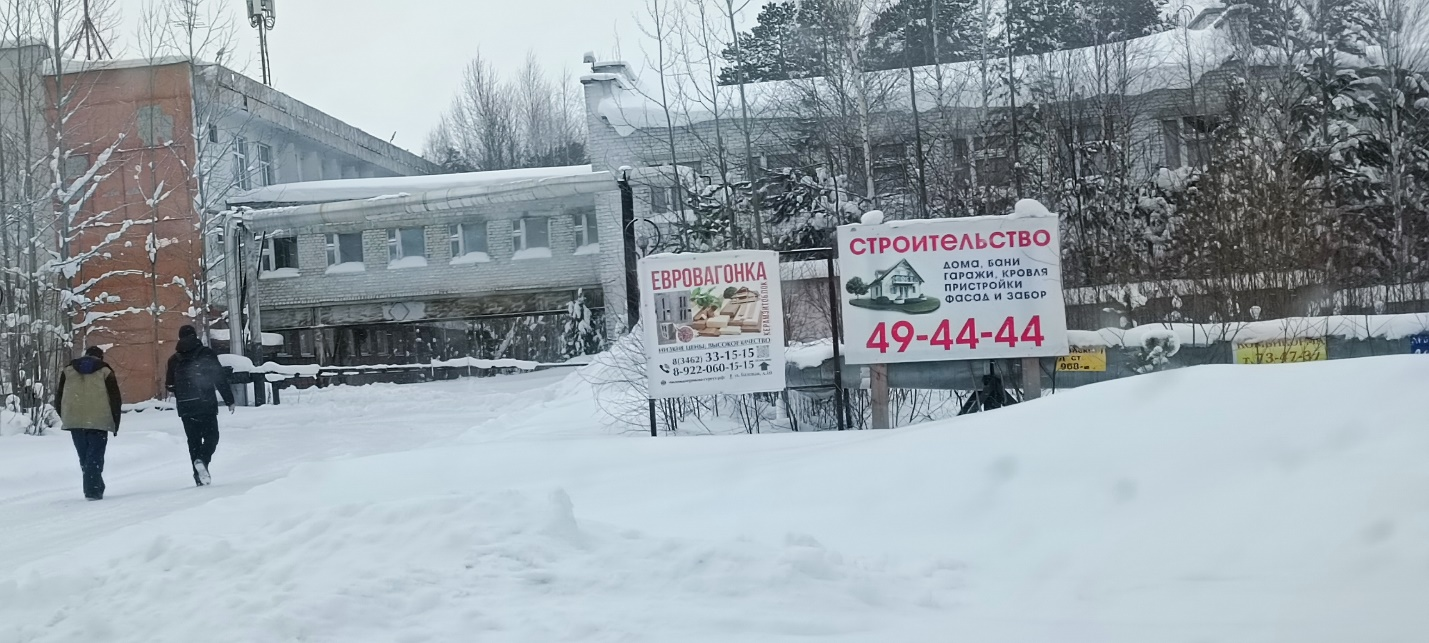 ЕВРОВАГОНКА
КЕРАМЗИТОБЛОК
НИЗКИЕ ЦЕНЫ, ВЫСОКОЕ КАЧЕСТВО
8(3462) 33-15-15
8-922-060-15-15
СТРОИТЕЛЬСТВО
ДОМА, БАНИ
ГАРАЖИ, КРОВЛЯ
ПРИСТРОЙКИ
ФАСАД И ЗАБОР
49-44-44